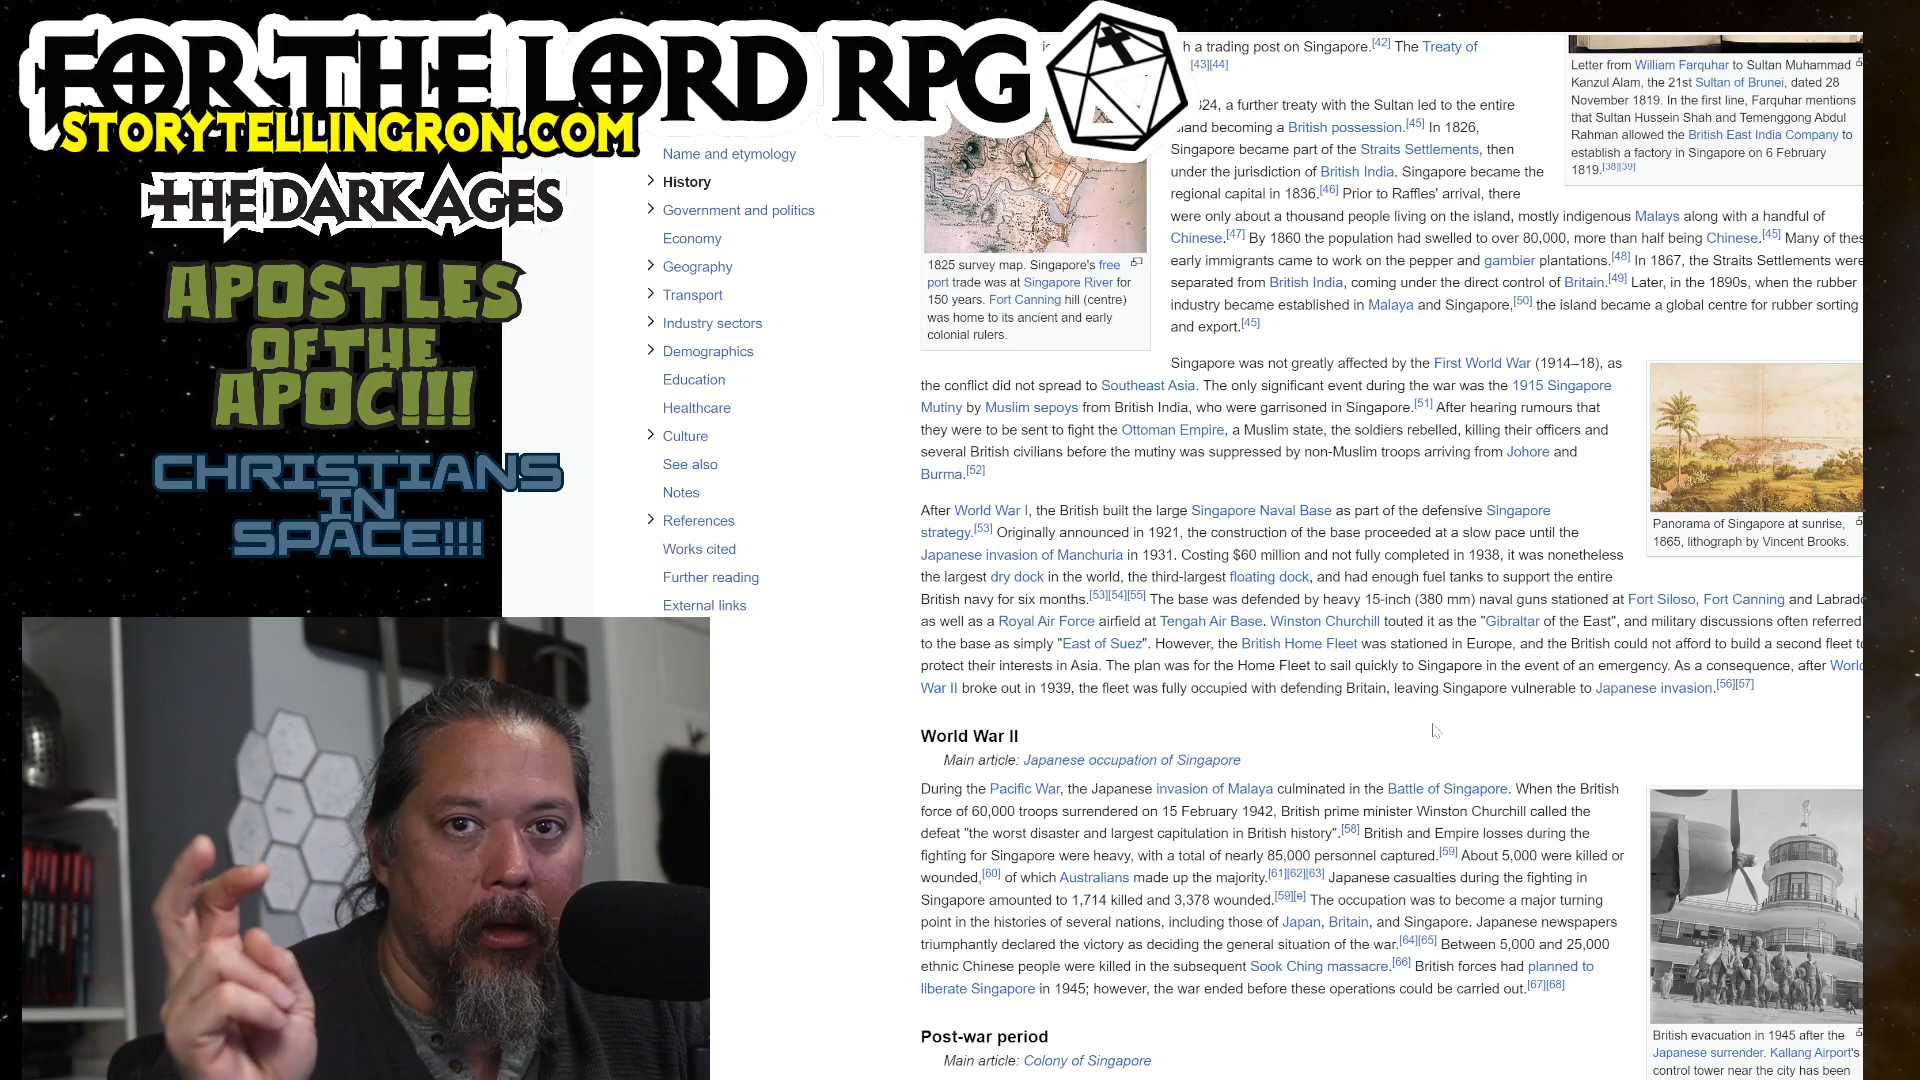 FOR THE LORD RPG
STORYTELLINGRON.COM
THE DARK AGES
APOSTLES
OF THE
APOC!!!
CHRISTIANS
IN
SPACE!!!
Name and etymology
History
Government and politics
Economy
Geography
Transport
Industry sectors
Demographics
Education
Healthcare
Culture
See also
Notes
References
Works cited
Further reading
External links
1825 survey map. Singapore's free
port trade was at Singapore River for
150 years. Fort Canning hill (centre)
was home to its ancient and early
colonial rulers.
h a trading post on Singapore.[42] The Treaty of
[43][44]
24, a further treaty with the Sultan led to the entire
land becoming a British possession.[45] In 1826,
Singapore became part of the Straits Settlements, then
under the jurisdiction of British India. Singapore became the
regional capital in 1836.[46] Prior to Raffles' arrival, there
were only about a thousand people living on the island, mostly indigenous Malays along with a handful of
Chinese.[47] By 1860 the population had swelled to over 80,000, more than half being Chinese.[45] Many of thes
early immigrants came to work on the pepper and gambier plantations.[48] In 1867, the Straits Settlements were
separated from British India, coming under the direct control of Britain.[49] Later, in the 1890s, when the rubber
industry became established in Malaya and Singapore,[50] the island became a global centre for rubber sorting
and export.[45]
Letter from William Farquhar to Sultan Muhammad
Kanzul Alam, the 21st Sultan of Brunei, dated 28
November 1819. In the first line, Farquhar mentions
that Sultan Hussein Shah and Temenggong Abdul
Rahman allowed the British East India Company to
establish a factory in Singapore on 6 February
1819.[38][39]
Singapore was not greatly affected by the First World War (1914–18), as
the conflict did not spread to Southeast Asia. The only significant event during the war was the 1915 Singapore
Mutiny by Muslim sepoys from British India, who were garrisoned in Singapore.[51] After hearing rumours that
they were to be sent to fight the Ottoman Empire, a Muslim state, the soldiers rebelled, killing their officers and
several British civilians before the mutiny was suppressed by non-Muslim troops arriving from Johore and
Burma.[52]
Panorama of Singapore at sunrise,
1865, lithograph by Vincent Brooks.
After World War I, the British built the large Singapore Naval Base as part of the defensive Singapore
strategy.[53] Originally announced in 1921, the construction of the base proceeded at a slow pace until the
Japanese invasion of Manchuria in 1931. Costing $60 million and not fully completed in 1938, it was nonetheless
the largest dry dock in the world, the third-largest floating dock, and had enough fuel tanks to support the entire
British navy for six months.[53][54][55] The base was defended by heavy 15-inch (380 mm) naval guns stationed at Fort Siloso, Fort Canning and Labrado
as well as a Royal Air Force airfield at Tengah Air Base. Winston Churchill touted it as the "Gibraltar of the East", and military discussions often referred
to the base as simply "East of Suez". However, the British Home Fleet was stationed in Europe, and the British could not afford to build a second fleet to
protect their interests in Asia. The plan was for the Home Fleet to sail quickly to Singapore in the event of an emergency. As a consequence, after World
War II broke out in 1939, the fleet was fully occupied with defending Britain, leaving Singapore vulnerable to Japanese invasion.[56][57]
World War II
Main article: Japanese occupation of Singapore
During the Pacific War, the Japanese invasion of Malaya culminated in the Battle of Singapore. When the British
force of 60,000 troops surrendered on 15 February 1942, British prime minister Winston Churchill called the
defeat "the worst disaster and largest capitulation in British history".[58] British and Empire losses during the
fighting for Singapore were heavy, with a total of nearly 85,000 personnel captured.[59] About 5,000 were killed or
wounded,[60] of which Australians made up the majority.[61][62][63] Japanese casualties during the fighting in
Singapore amounted to 1,714 killed and 3,378 wounded.[59][e] The occupation was to become a major turning
point in the histories of several nations, including those of Japan, Britain, and Singapore. Japanese newspapers
triumphantly declared the victory as deciding the general situation of the war.[64][65] Between 5,000 and 25,000
ethnic Chinese people were killed in the subsequent Sook Ching massacre.[66] British forces had planned to
liberate Singapore in 1945; however, the war ended before these operations could be carried out.[67][68]
British evacuation in 1945 after the
Japanese surrender. Kallang Airport's
control tower near the city has been
Post-war period
Main article: Colony of Singapore